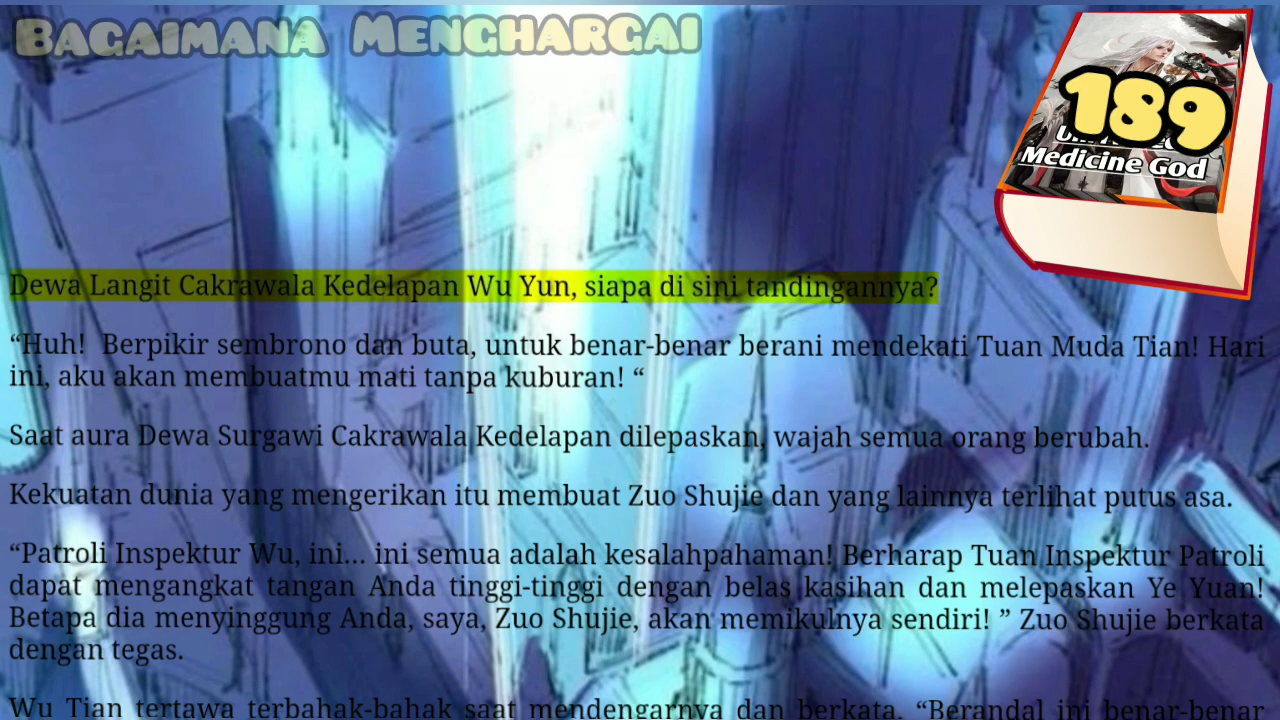 Bagaimana Menghargai
189
Medicine God
Dewa Langit Cakrawala Kedelapan Wu Yun, siapa di sini tandingannya?
“Huh!  Berpikir sembrono dan buta, untuk benar-benar berani mendekati Tuan Muda Tian! Hari
ini, aku akan membuatmu mati tanpa kuburan! “
Saat aura Dewa Surgawi Cakrawala Kedelapan dilepaskan, wajah semua orang berubah.
Kekuatan dunia yang mengerikan itu membuat Zuo Shujie dan yang lainnya terlihat putus asa.
“Patroli Inspektur Wu, ini... ini semua adalah kesalahpahaman! Berharap Tuan Inspektur Patroli
dapat mengangkat tangan Anda tinggi-tinggi dengan belas kasihan dan melepaskan Ye Yuan!
Betapa dia menyinggung Anda, saya, Zuo Shujie, akan memikulnya sendiri! ” Zuo Shujie berkata
dengan tegas.
Wu Tian tertawa terbahak-bahak saat mendengarnya dan berkata, “Berandal ini benar-benar